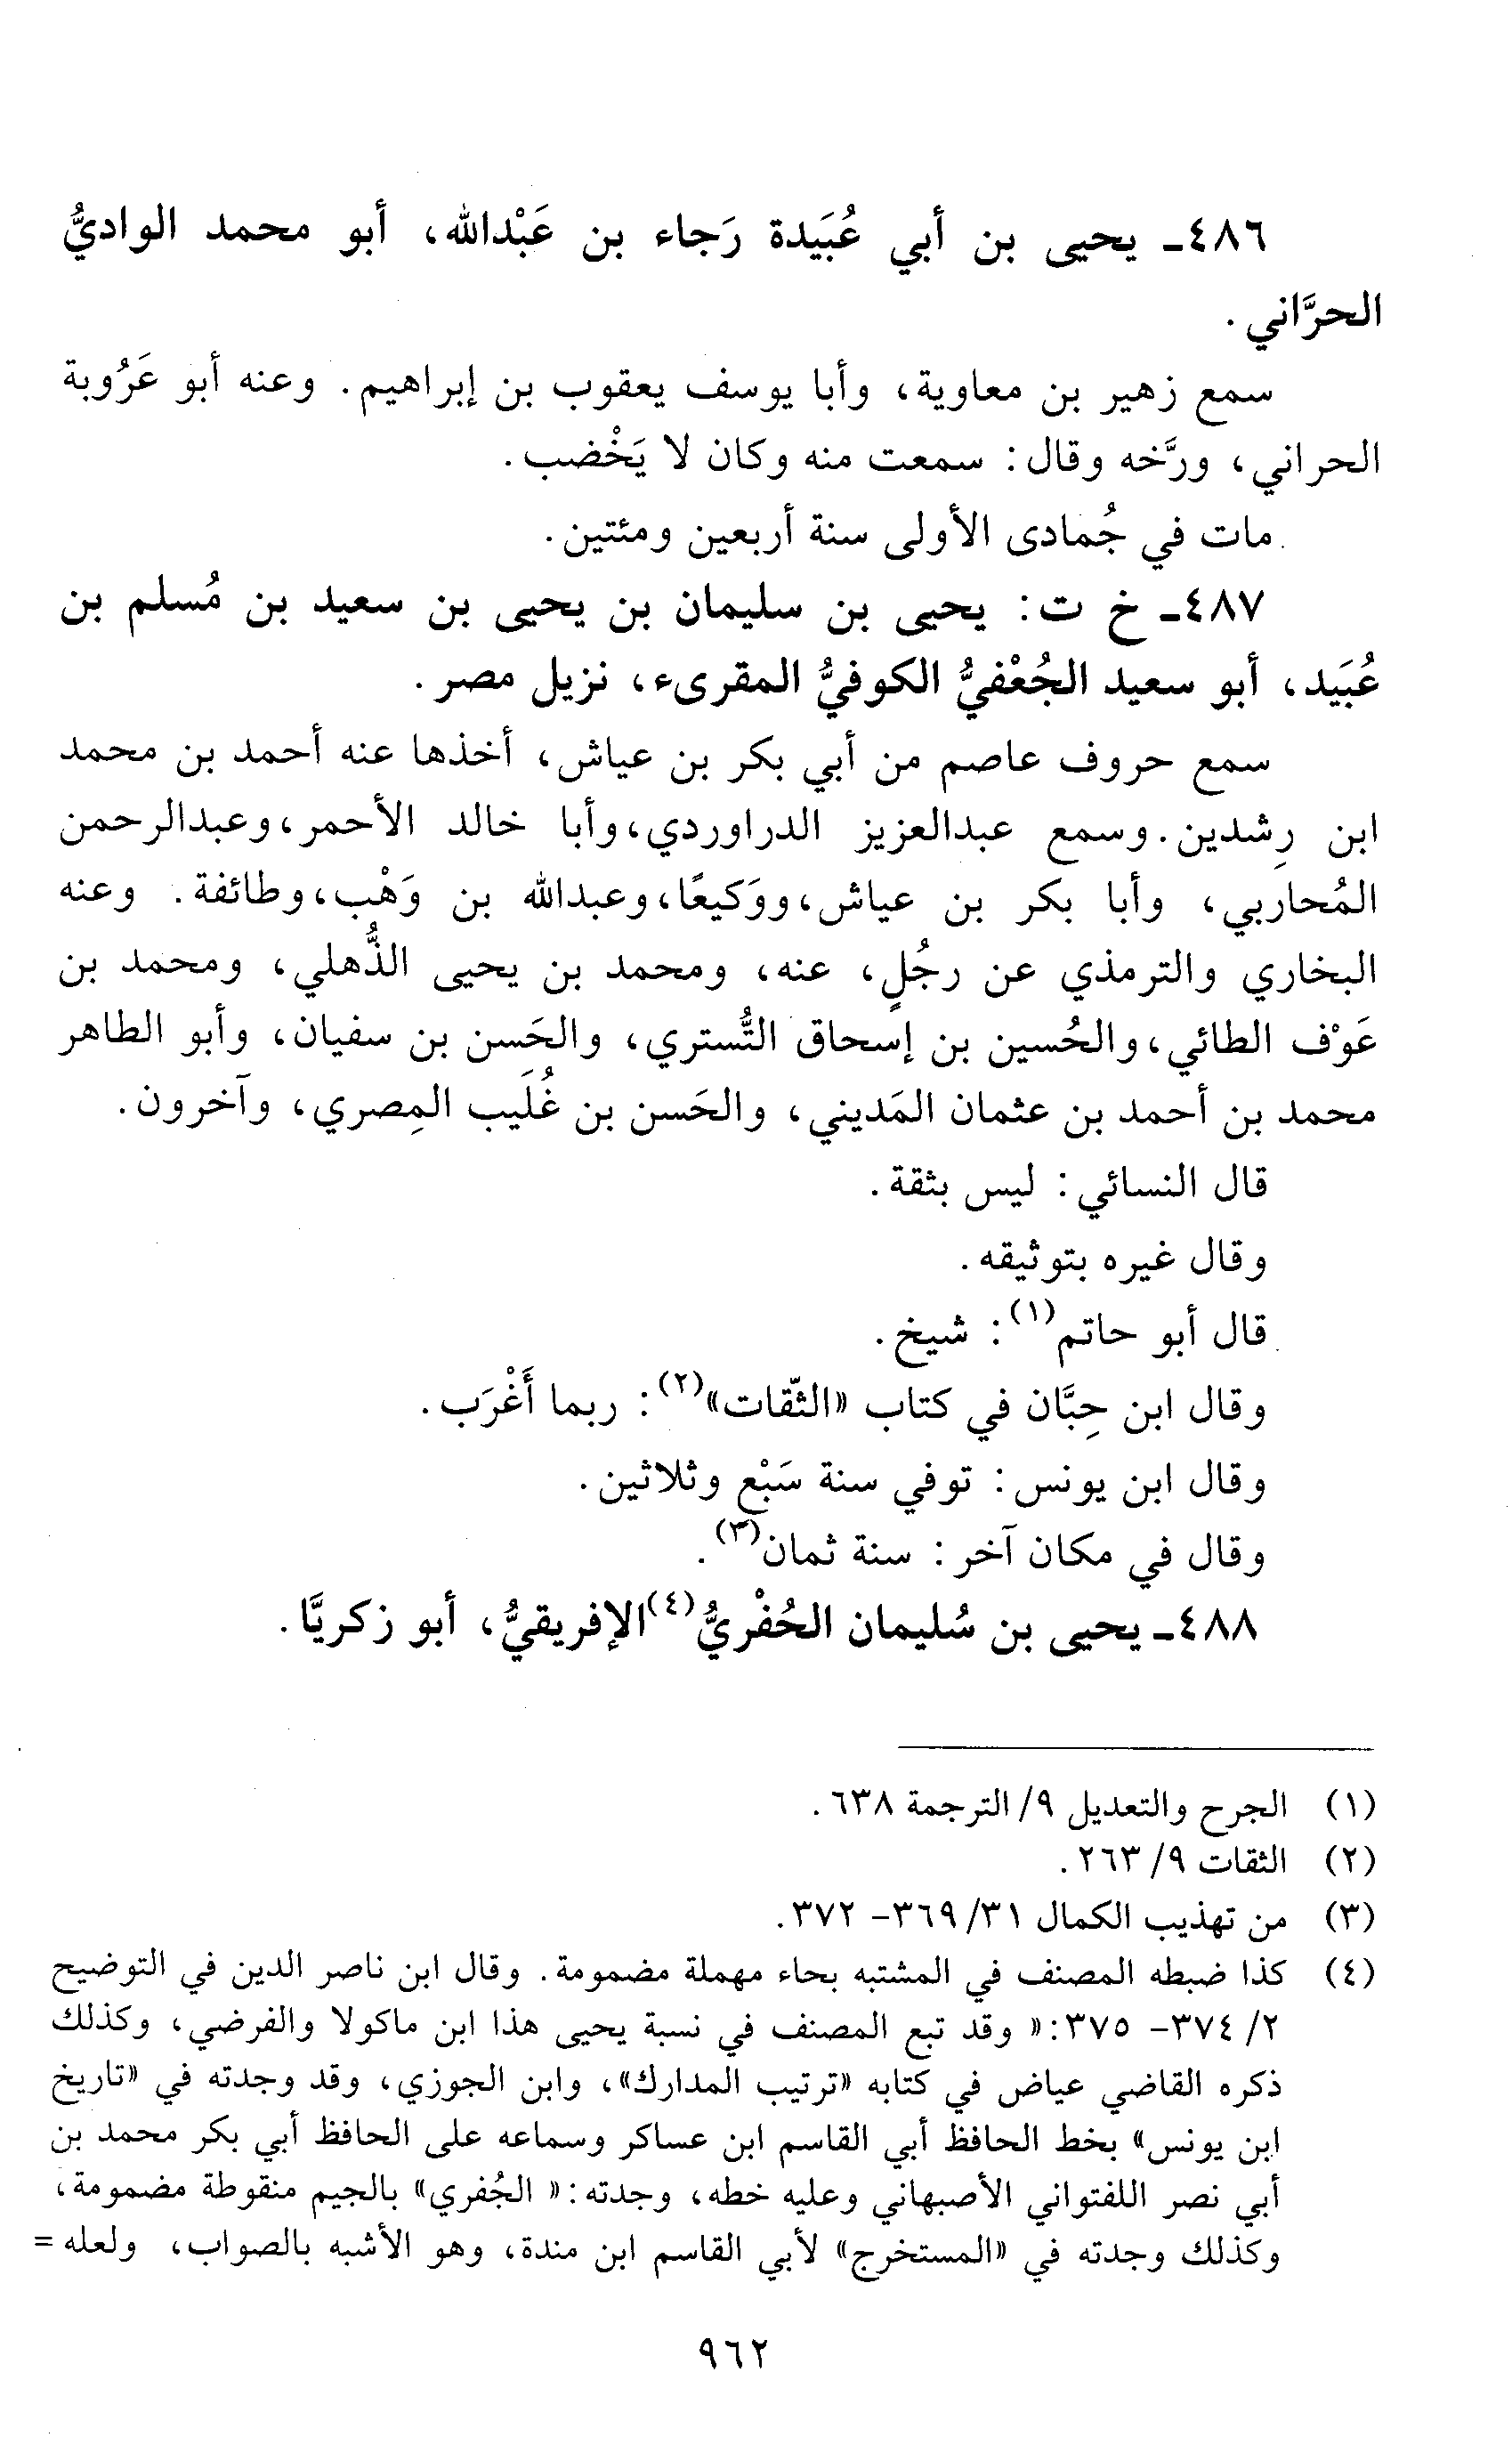 ٤٨٦- يحيى بن أبي عُبَيدة رَجاء بن عَبْدالله، أبو محمد الواديُّ
الحرَّاني.
سمع زهير بن معاوية، وأبا يوسف يعقوب بن إبراهيم. وعنه أبو عَرُوبة
الحراني، ورَّخه وقال: سمعت منه وكان لا يَخْضب.
مات في جُمادى الأولى سنة أربعين ومئتين.
٤٨٧- خ ت: يحيى بن سليمان بن يحيى بن سعيد بن مُسلم بن
عُبَيد، أبو سعيد الجُعْفيُّ الكوفيُّ المقرىء، نزيل مصر.
سمع حروف عاصم من أبي بكر بن عياش، أخذها عنه أحمد بن محمد
ابن رِشدين. وسمع عبدالعزيز الدراوردي، وأبا خالد الأحمر، وعبدالرحمن
المُحاربي، وأبا بكر بن عياش، ووَكيعًا، وعبدالله بن وَهْب، وطائفة. وعنه
البخاري والترمذي عن رجُلٍ، عنه، ومحمد بن يحيى الذُّهلي، ومحمد بن
عَوْف الطائي، والحُسين بن إسحاق التُّستري، والحَسن بن سفيان، وأبو الطاهر
محمد بن أحمد بن عثمان المَديني، والحَسن بن غُلَيب المِصري، وآخرون.
قال النسائي: ليس بثقة.
وقال غيره بتوثيقه.
قال أبو حاتم(١): شيخ.
وقال ابن حِبَّان في كتاب «الثّقات»(٢): ربما أَغْرَب.
وقال ابن يونس: توفي سنة سَبْع وثلاثين.
وقال في مكان آخر: سنة ثمان(٣).
٤٨٨- يحيى بن سُليمان الحُفْريُّ(٤) الإفريقيُّ، أبو زكريَّا.
(١) الجرح والتعديل ٩/ الترجمة ٦٣٨.
(٢) الثقات ٩/ ٢٦٣.
(٣) من تهذيب الكمال ٣١/ ٣٦٩- ٣٧٢.
(٤) كذا ضبطه المصنف في المشتبه بحاء مهملة مضمومة. وقال ابن ناصر الدين في التوضيح
٢/ ٣٧٤- ٣٧٥: «وقد تبع المصنف في نسبة يحيى هذا ابن ماكولا والفرضي، وكذلك
ذكره القاضي عياض في كتابه «ترتيب المدارك»، وابن الجوزي، وقد وجدته في «تاريخ
ابن يونس» بخط الحافظ أبي القاسم ابن عساكر وسماعه على الحافظ أبي بكر محمد بن
أبي نصر اللفتواني الأصبهاني وعليه خطه، وجدته: «الجُفري» بالجيم منقوطة مضمومة،
وكذلك وجدته في «المستخرج» لأبي القاسم ابن مندة، وهو الأشبه بالصواب، ولعله =
٩٦٢